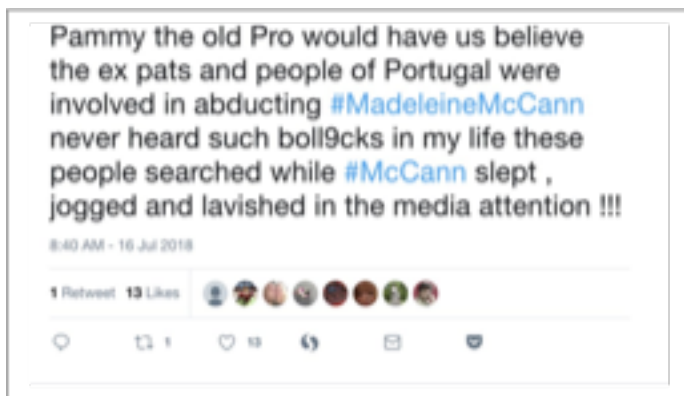 Pammy the old Pro would have us believe
the ex pats and people of Portugal were
involved in abducting #MadeleineMcCann
never heard such boll9cks in my life these
people searched while #McCann slept ,
jogged and lavished in the media attention !!!
8:40 AM - 16 Jul 2018
1 Retweet 13 Likes
1 13